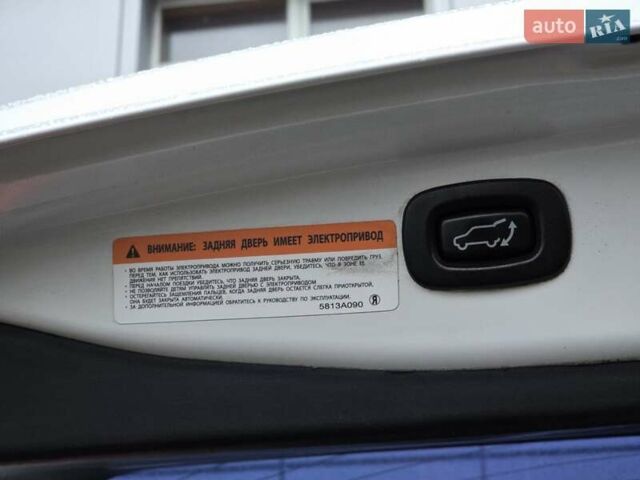 auto RIA.com
ВНИМАНИЕ: ЗАДНЯЯ ДВЕРЬ ИМЕЕТ ЭЛЕКТРОПРИВОД
• ВО ВРЕМЯ РАБОТЫ ЭЛЕКТРОПРИВОДА МОЖНО ПОЛУЧИТЬ СЕРЬЕЗНУЮ ТРАВМУ ИЛИ ПОВРЕДИТЬ ГРУЗ.
ПЕРЕД ТЕМ, КАК ИСПОЛЬЗОВАТЬ ЭЛЕКТРОПРИВОД ЗАДНЕЙ ДВЕРИ, УБЕДИТЕСЬ, ЧТО В ЗОНЕ ЕЕ
ДВИЖЕНИЯ НЕТ ПРЕПЯТСТВИЙ.
• ПЕРЕД НАЧАЛОМ ПОЕЗДКИ УБЕДИТЕСЬ, ЧТО ЗАДНЯЯ ДВЕРЬ ЗАКРЫТА.
• НЕ ПОЗВОЛЯЙТЕ ДЕТЯМ УПРАВЛЯТЬ ЗАДНЕЙ ДВЕРЬЮ С ЭЛЕКТРОПРИВОДОМ
• ОСТЕРЕГАЙТЕСЬ ЗАЩЕМЛЕНИЯ ПАЛЬЦЕВ, КОГДА ЗАДНЯЯ ДВЕРЬ ОСТАЕТСЯ СЛЕГКА ПРИОТКРЫТОЙ,
ОНА БУДЕТ ЗАКРЫТА АВТОМАТИЧЕСКИ.
• ЗА ДОПОЛНИТЕЛЬНОЙ ИНФОРМАЦИЕЙ ОБРАТИТЕСЬ К РУКОВОДСТВУ ПО ЭКСПЛУАТАЦИИ.
5813A090 Я